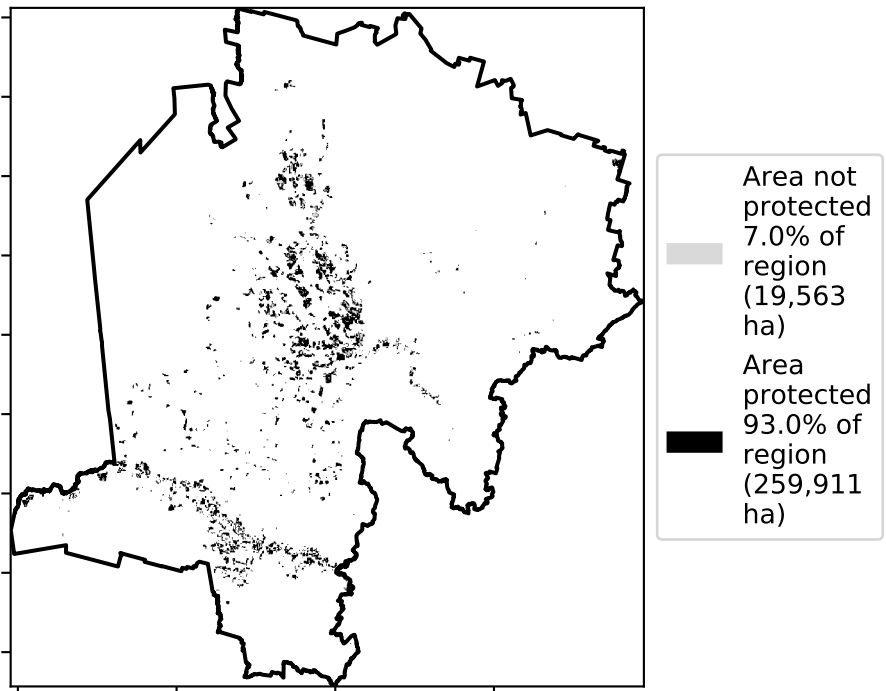 Area not
protected
7.0% of
region
(19,563
ha)
Area
protected
93.0% of
region
(259,911
ha)